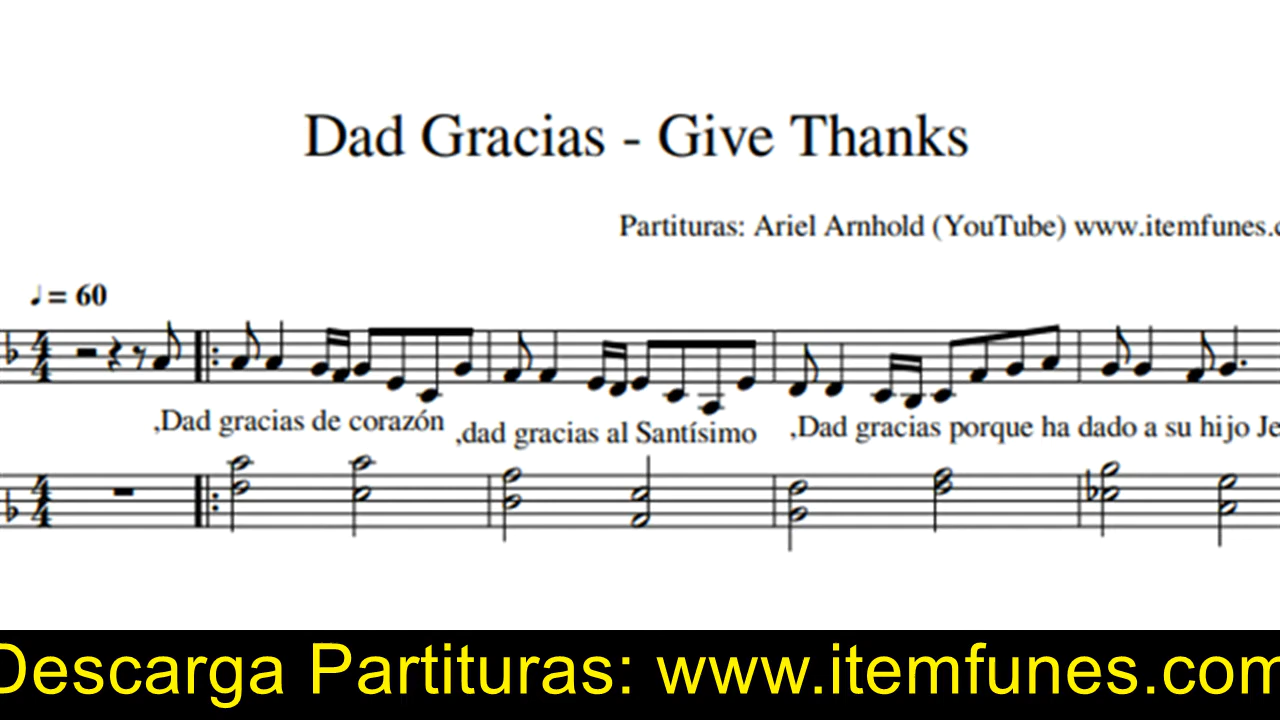 Dad Gracias - Give Thanks
Partituras: Ariel Arnhold (YouTube) www.itemfunes.c
♩ = 60
,Dad gracias de corazón ,dad gracias al Santísimo ,Dad gracias porque ha dado a su hijo Je
Descarga Partituras: www.itemfunes.com